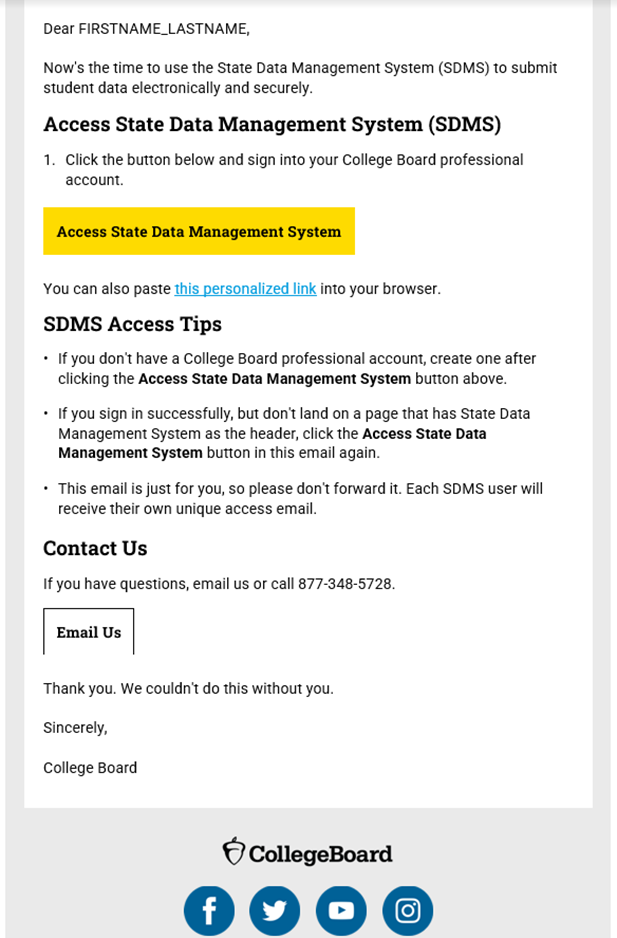 Dear FIRSTNAME_LASTNAME,
Now's the time to use the State Data Management System (SDMS) to submit
student data electronically and securely.
Access State Data Management System (SDMS)
1. Click the button below and sign into your College Board professional
account.
Access State Data Management System
You can also paste this personalized link into your browser.
SDMS Access Tips
• If you don't have a College Board professional account, create one after
clicking the Access State Data Management System button above.
• If you sign in successfully, but don't land on a page that has State Data
Management System as the header, click the Access State Data
Management System button in this email again.
• This email is just for you, so please don't forward it. Each SDMS user will
receive their own unique access email.
Contact Us
If you have questions, email us or call 877-348-5728.
Email Us
Thank you. We couldn't do this without you.
Sincerely,
College Board
CollegeBoard